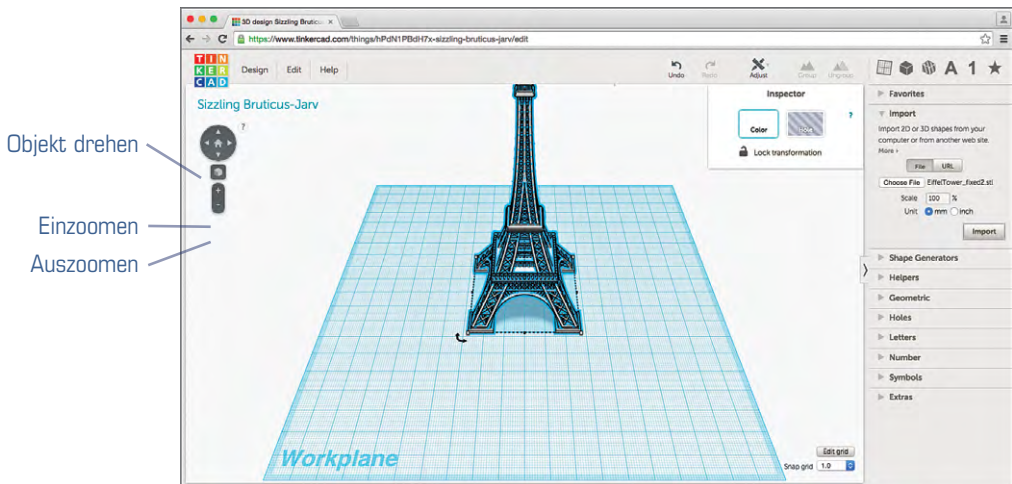 3D design Sizzling Bruticus
https://www.tinkercad.com/things/hPdN1PBdH7x-sizzling-bruticus-jarv/edit
TIN
KER
CAD
Design Edit Help
Undo Redo Adjust Group Ungroup
A 1
Sizzling Bruticus-Jarv
?
Objekt drehen
Einzoomen
Auszoomen
+
-
Inspector
Color Hole ?
Lock transformation
Favorites
Import
Import 2D or 3D shapes from your
computer or from another web site.
More ›
File URL
Choose File EiffelTower_fixed2.stl
Scale 100 %
Unit mm inch
Import
Shape Generators
Helpers
Geometric
Holes
Letters
Number
Symbols
Extras
Workplane
Edit grid
Snap grid 1.0